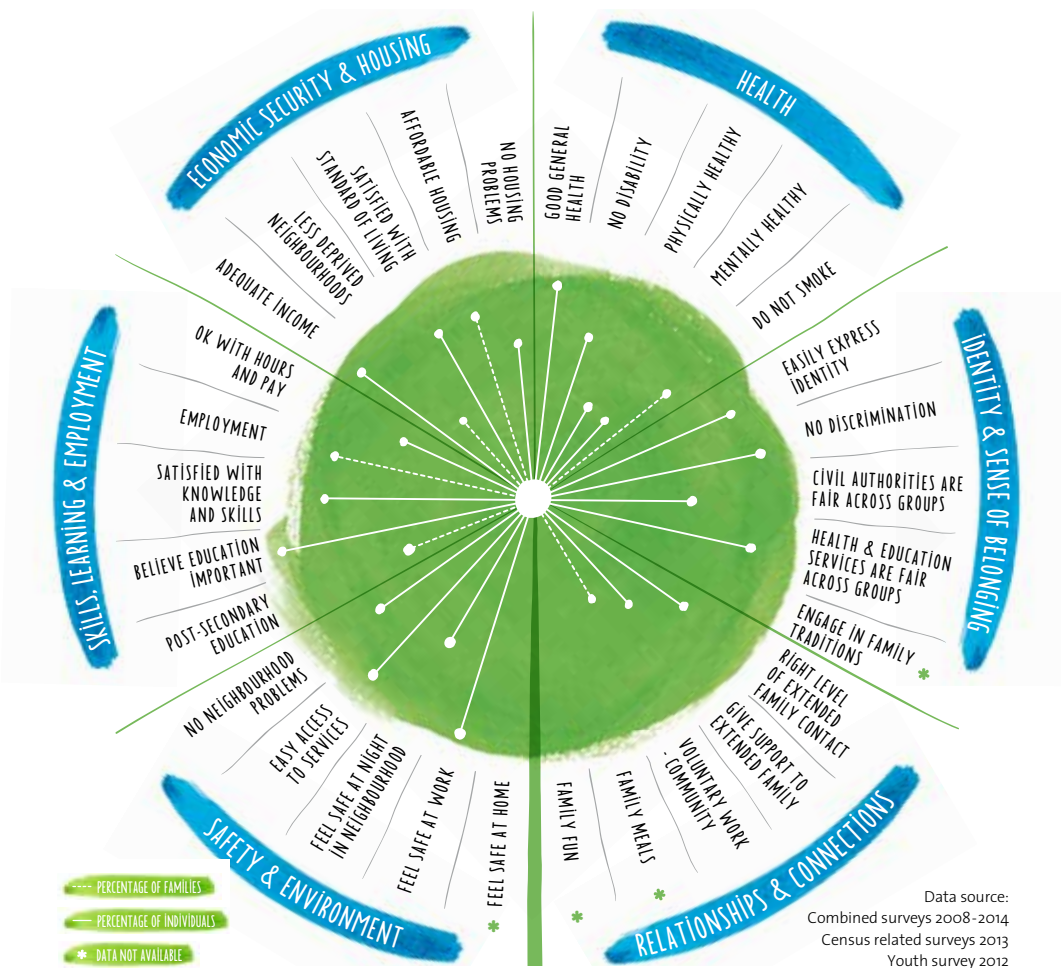 ECONOMIC SECURITY & HOUSING
HEALTH
IDENTITY & SENSE OF BELONGING
RELATIONSHIPS & CONNECTIONS
SAFETY & ENVIRONMENT
SKILLS, LEARNING & EMPLOYMENT
ADEQUATE INCOME
LESS DEPRIVED
NEIGHBOURHOODS
SATISFIED WITH
STANDARD OF LIVING
AFFORDABLE HOUSING
NO HOUSING
PROBLEMS
GOOD GENERAL
HEALTH
NO DISABILITY
PHYSICALLY HEALTHY
MENTALLY HEALTHY
DO NOT SMOKE
EASILY EXPRESS
IDENTITY
NO DISCRIMINATION
CIVIL AUTHORITIES ARE
FAIR ACROSS GROUPS
HEALTH & EDUCATION
SERVICES ARE FAIR
ACROSS GROUPS
ENGAGE IN FAMILY
TRADITIONS
*
RIGHT LEVEL
OF EXTENDED
FAMILY CONTACT
GIVE SUPPORT TO
EXTENDED FAMILY
VOLUNTARY WORK
- COMMUNITY
FAMILY MEALS
*
FAMILY FUN
*
FEEL SAFE AT HOME
*
FEEL SAFE AT WORK
FEEL SAFE AT NIGHT
IN NEIGHBOURHOOD
EASY ACCESS
TO SERVICES
NO NEIGHBOURHOOD
PROBLEMS
POST-SECONDARY
EDUCATION
BELIEVE EDUCATION
IMPORTANT
SATISFIED WITH
KNOWLEDGE
AND SKILLS
EMPLOYMENT
OK WITH HOURS
AND PAY
PERCENTAGE OF FAMILIES
PERCENTAGE OF INDIVIDUALS
* DATA NOT AVAILABLE
Data source:
Combined surveys 2008-2014
Census related surveys 2013
Youth survey 2012